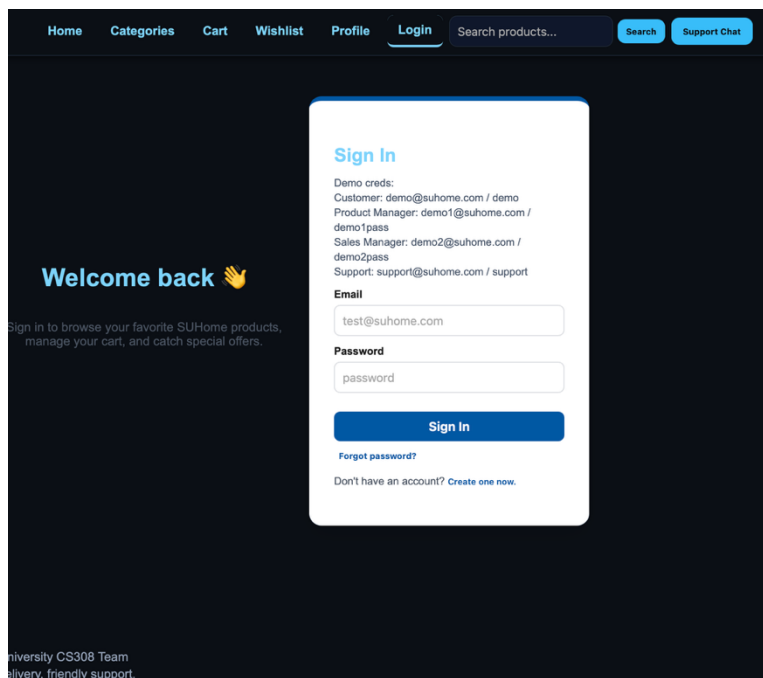 Home Categories Cart Wishlist Profile Login Search products... Search Support Chat
Welcome back 👋
Sign in to browse your favorite SUHome products,
manage your cart, and catch special offers.
Sign In
Demo creds:
Customer: demo@suhome.com / demo
Product Manager: demo1@suhome.com /
demo1pass
Sales Manager: demo2@suhome.com /
demo2pass
Support: support@suhome.com / support
Email
test@suhome.com
Password
password
Sign In
Forgot password?
Don't have an account? Create one now.
niversity CS308 Team
elivery, friendly support.